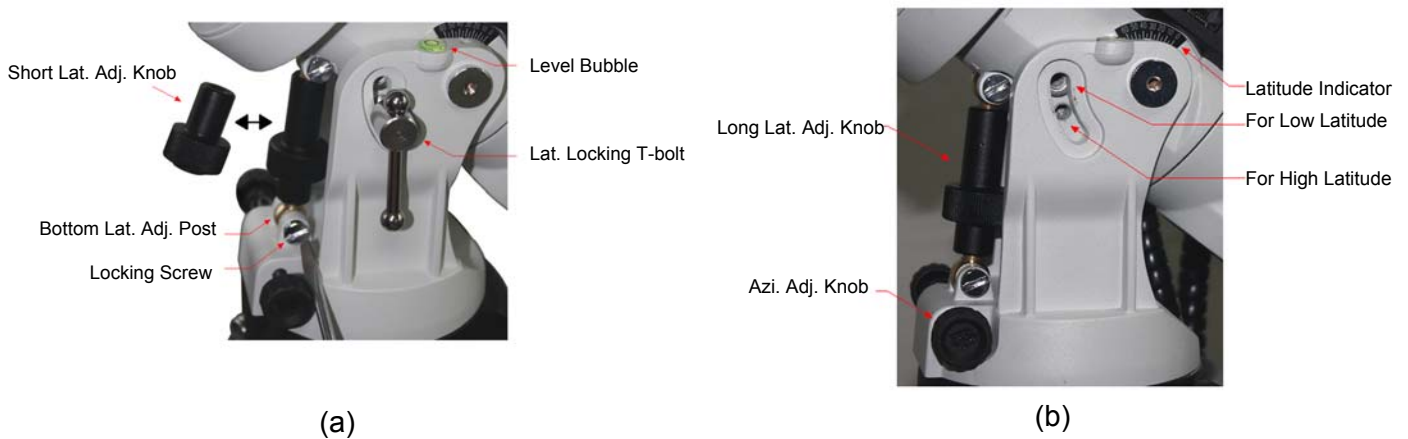 Short Lat. Adj. Knob
Level Bubble
Lat. Locking T-bolt
Bottom Lat. Adj. Post
Locking Screw
(a)
Latitude Indicator
Long Lat. Adj. Knob
For Low Latitude
For High Latitude
Azi. Adj. Knob
(b)